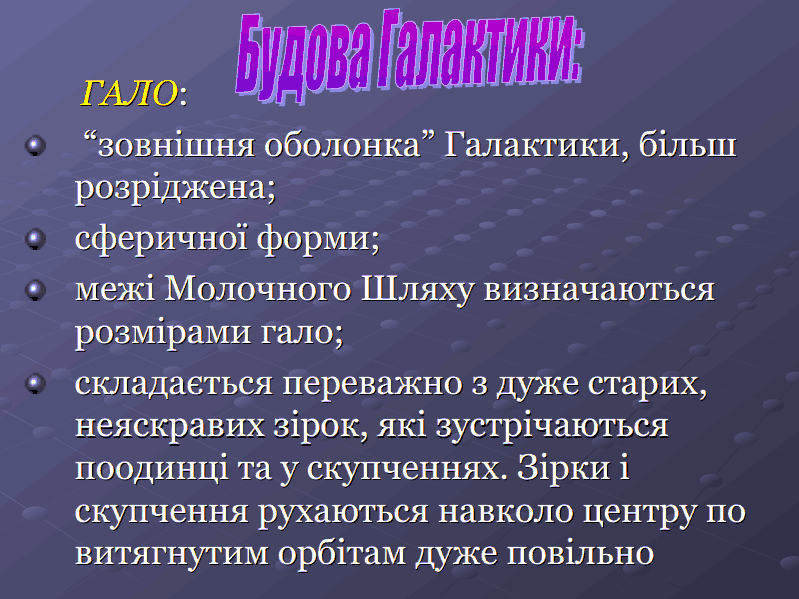 Будова Галактики:
ГАЛО:
“зовнішня оболонка” Галактики, більш
розріджена;
сферичної форми;
межі Молочного Шляху визначаються
розмірами гало;
складається переважно з дуже старих,
неяскравих зірок, які зустрічаються
поодинці та у скупченнях. Зірки і
скупчення рухаються навколо центру по
витягнутим орбітам дуже повільно